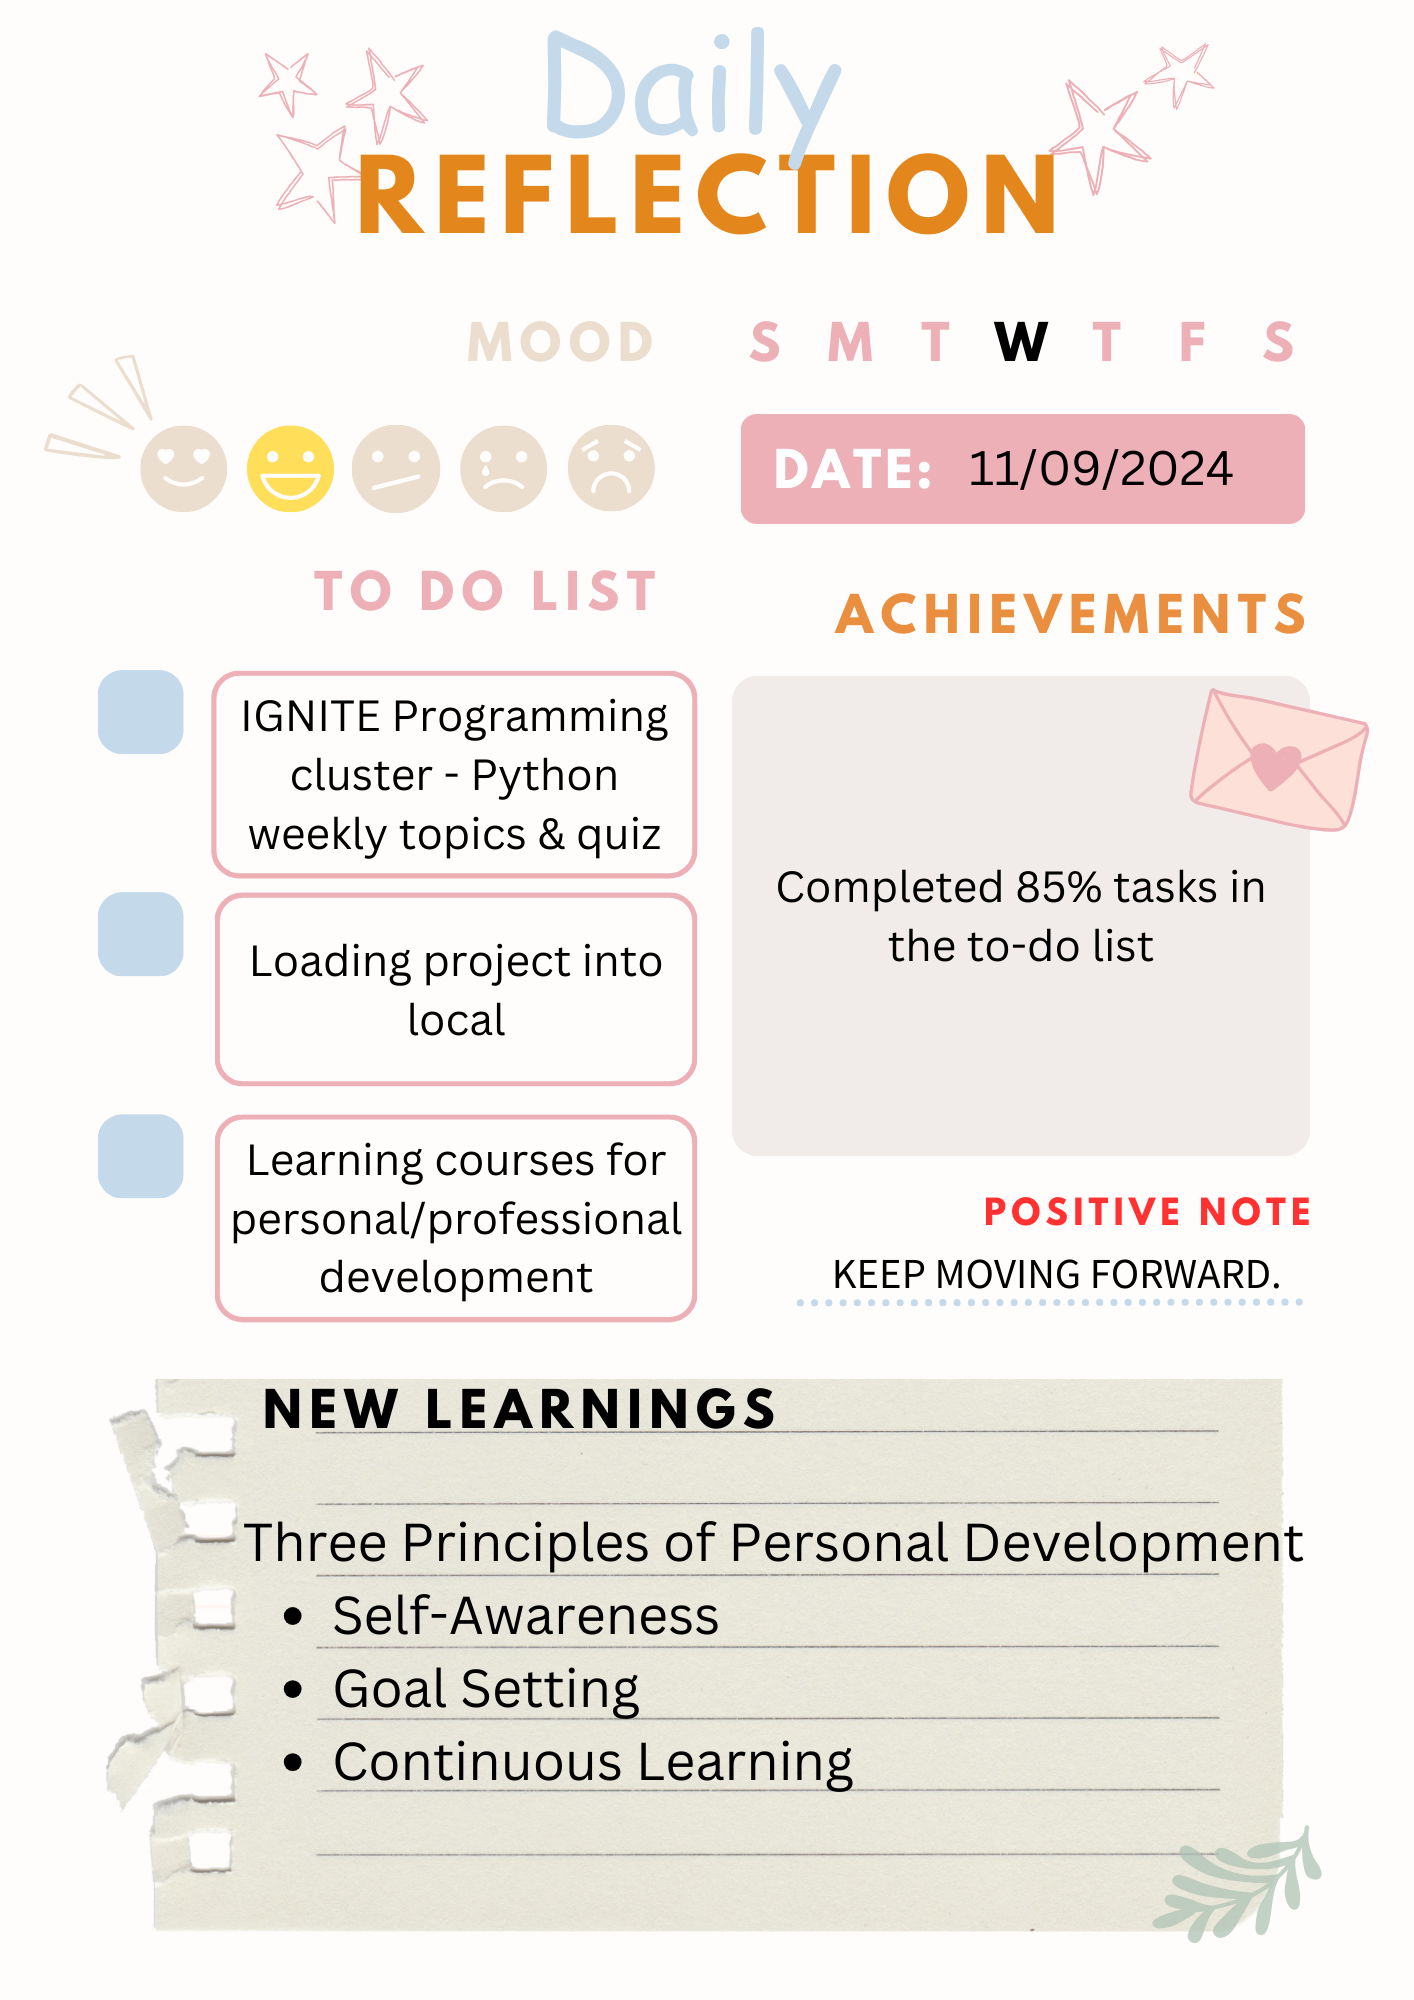 Daily
REFLECTION
MOOD
S M T W T F S
DATE: 11/09/2024
TO DO LIST
IGNITE Programming
cluster - Python
weekly topics & quiz
Loading project into
local
Learning courses for
personal/professional
development
ACHIEVEMENTS
Completed 85% tasks in
the to-do list
POSITIVE NOTE
KEEP MOVING FORWARD.
NEW LEARNINGS
Three Principles of Personal Development
• Self-Awareness
• Goal Setting
• Continuous Learning